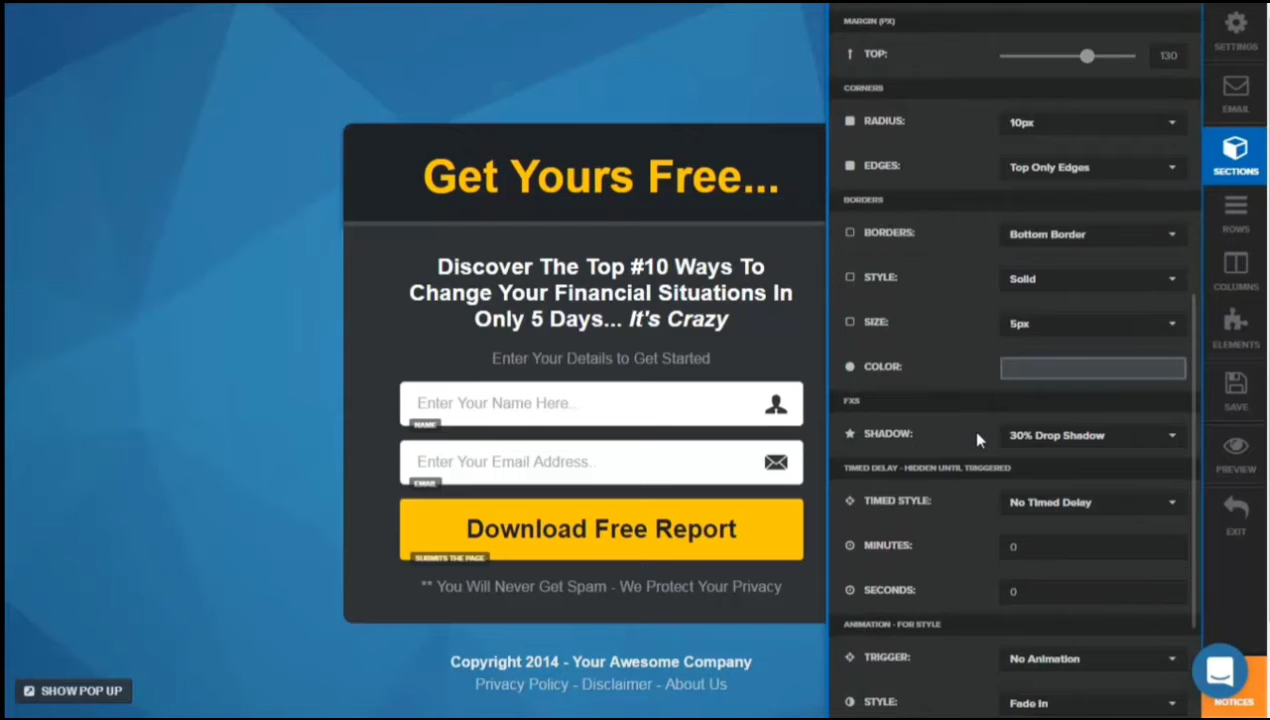 Get Yours Free...
Discover The Top #10 Ways To
Change Your Financial Situations In
Only 5 Days... It's Crazy
Enter Your Details to Get Started
Enter Your Name Here..
NAME
Enter Your Email Address..
EMAIL
Download Free Report
SUBMITS THE PAGE
** You Will Never Get Spam - We Protect Your Privacy
Copyright 2014 - Your Awesome Company
Privacy Policy - Disclaimer - About Us
SHOW POP UP
MARGIN (PX)
TOP: 130
CORNERS
RADIUS: 10px
EDGES: Top Only Edges
BORDERS
BORDERS: Bottom Border
STYLE: Solid
SIZE: 5px
COLOR:
FXS
SHADOW: 30% Drop Shadow
TIMED DELAY - HIDDEN UNTIL TRIGGERED
TIMED STYLE: No Timed Delay
MINUTES: 0
SECONDS: 0
ANIMATION - FOR STYLE
TRIGGER: No Animation
STYLE: Fade In
SETTINGS
EMAIL
SECTIONS
ROWS
COLUMNS
ELEMENTS
SAVE
PREVIEW
EXIT
NOTICES